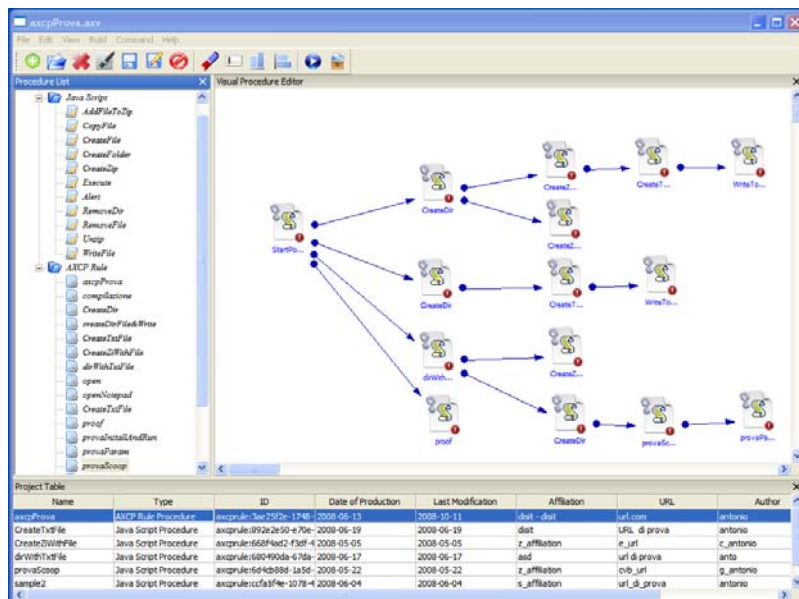 axcpProva.axv
File Edit View Build Command Help
Procedure List
Visual Procedure Editor
Java Script
AddFileToZip
CopyFile
CreateFile
CreateFolder
CreateZip
Execute
Alert
RemoveDir
RemoveFile
Unzip
WriteFile
AXCP Rule
axcpProva
compilazione
CreateDir
createDirFile&Write
CreateTxtFile
CreateZiWithFile
dirWithTxtFile
open
openNotepad
CreateTxtFile
proof
provaInstallAndRun
provaParam
provaScoop
StartPo...
CreateDir
CreateZ...
CreateT...
WriteTo...
CreateZ...
CreateDir
CreateT...
WriteTo...
dirWith...
CreateZ...
proof
CreateDir
provaSc...
provaPa...
Project Table
Name Type ID Date of Production Last Modification Affiliation URL Author
axcpProva AXCP Rule Procedure axcprule:3ae25f2e-1748- 2008-06-13 2008-10-11 disit - disit url.com antonio
CreateTxtFile Java Script Procedure axcprule:892e2e50-e70e- 2008-06-19 2008-06-19 disit URL di prova antonio
CreateZiWithFile Java Script Procedure axcprule:668f4ad2-f3df-4 2008-05-05 2008-05-05 z_affiliation e_url c_antonio
dirWithTxtFile Java Script Procedure axcprule:680490da-67da- 2008-06-17 2008-06-17 aod url di prova anto
provaScoop Java Script Procedure axcprule:6d4cb88d-1a5d- 2008-05-22 2008-05-22 z_affiliation cvb_url g_antonio
sample2 Java Script Procedure axcprule:ccfa5f4e-1078-4 2008-06-04 2008-06-04 s_affiliation url_di_prova antonio